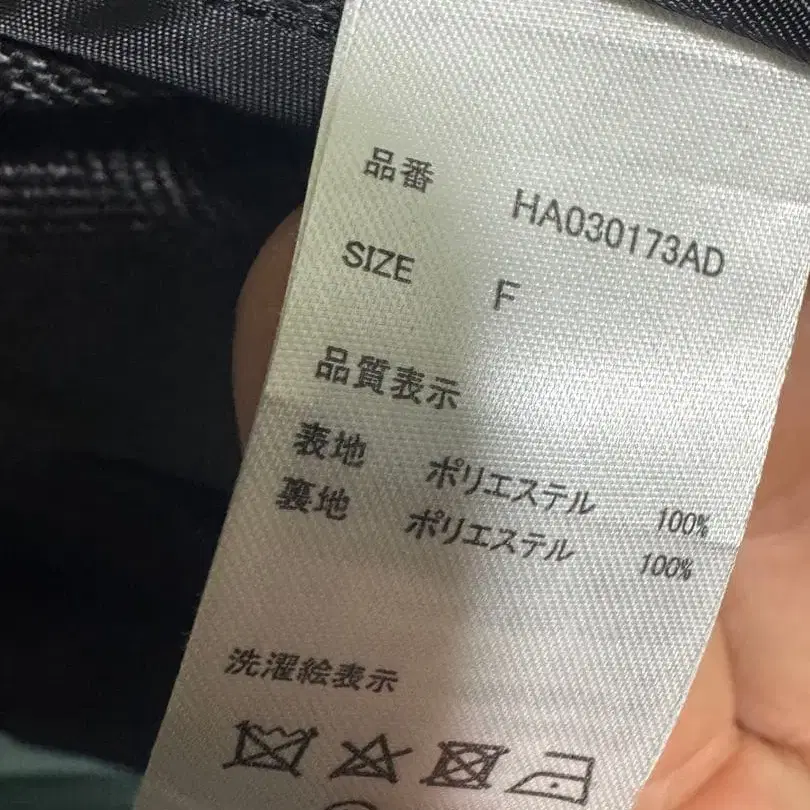 品番 HA030173AD
SIZE F
品質表示
表地 ポリエステル 100%
裏地 ポリエステル 100%
洗濯絵表示